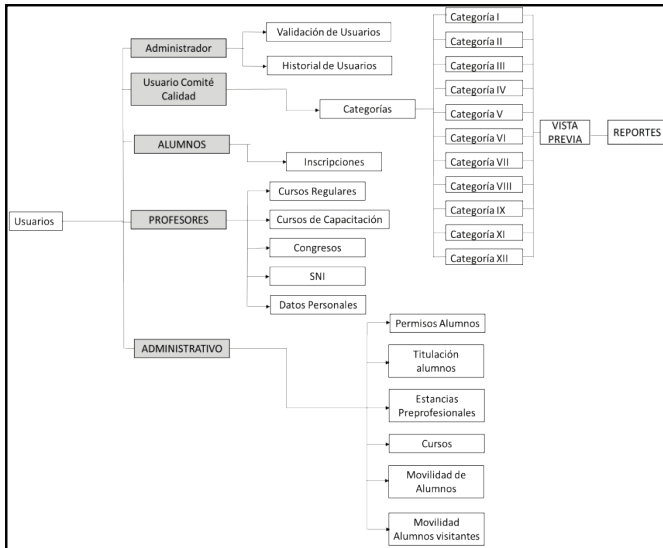 Usuarios
Administrador
Validación de Usuarios
Historial de Usuarios
Usuario Comité
Calidad
Categorías
Categoría I
Categoría II
Categoría III
Categoría IV
Categoría V
Categoría VI
Categoría VII
Categoría VIII
Categoría IX
Categoría XI
Categoría XII
VISTA
PREVIA
REPORTES
ALUMNOS
Inscripciones
PROFESORES
Cursos Regulares
Cursos de Capacitación
Congresos
SNI
Datos Personales
ADMINISTRATIVO
Permisos Alumnos
Titulación
alumnos
Estancias
Preprofesionales
Cursos
Movilidad de
Alumnos
Movilidad
Alumnos visitantes